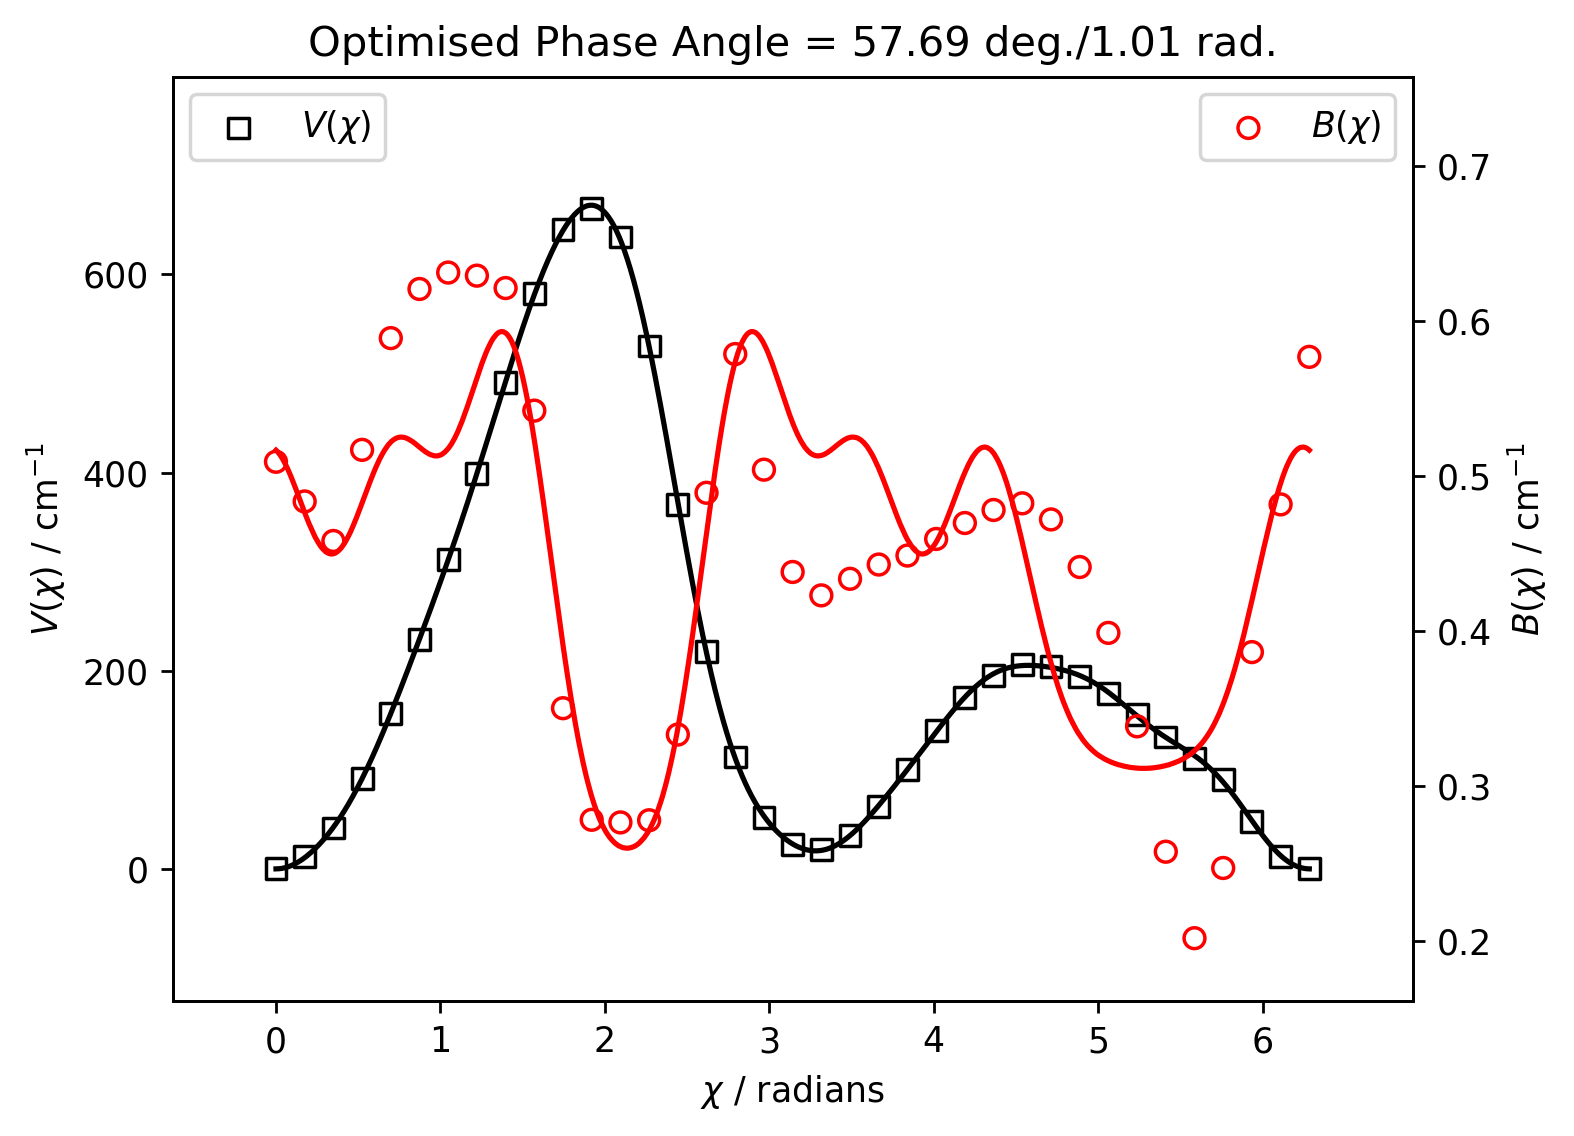 Optimised Phase Angle = 57.69 deg./1.01 rad.
V(χ)
B(χ)
V(χ) / cm⁻¹
600
400
200
0
0.7
0.6
0.5
0.4
0.3
0.2
B(χ) / cm⁻¹
0 1 2 3 4 5 6
χ / radians